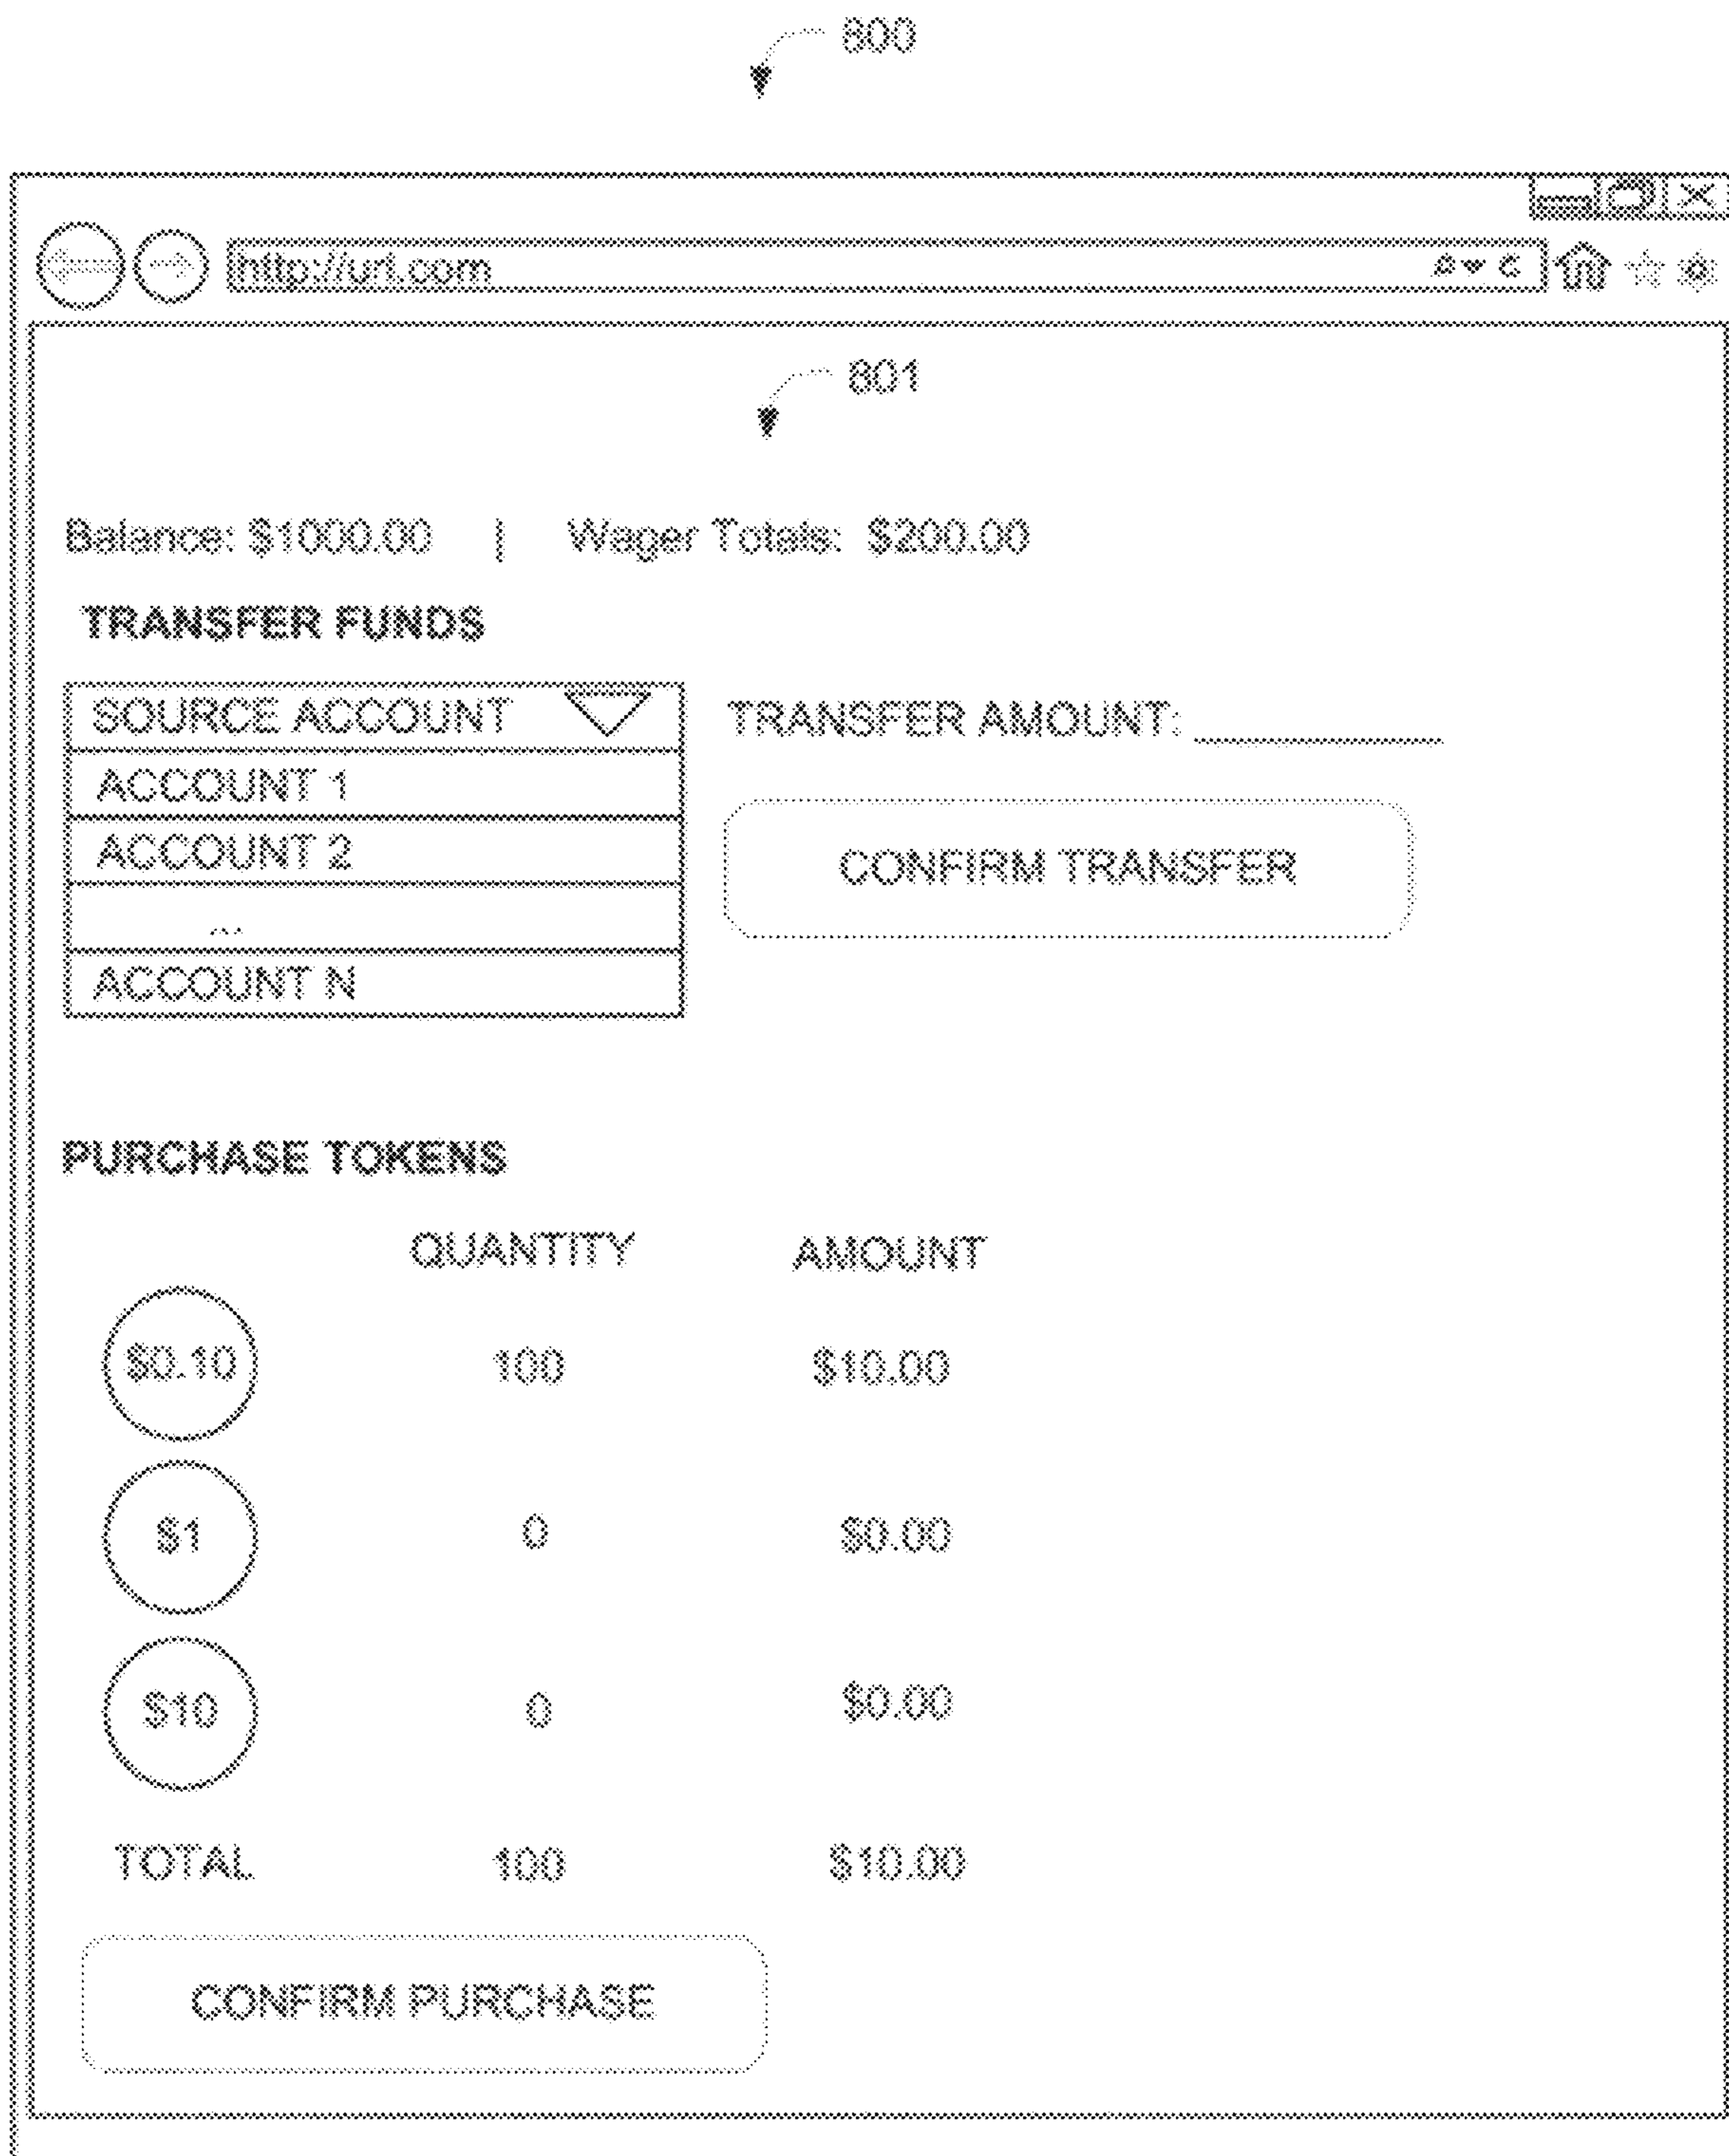 800
http://url.com
801
Balance: $1000.00 | Wager Totals: $200.00
TRANSFER FUNDS
SOURCE ACCOUNT
TRANSFER AMOUNT:
ACCOUNT 1
ACCOUNT 2
CONFIRM TRANSFER
...
ACCOUNT N
PURCHASE TOKENS
QUANTITY AMOUNT
$0.10 100 $10.00
$1 0 $0.00
$10 0 $0.00
TOTAL 100 $10.00
CONFIRM PURCHASE